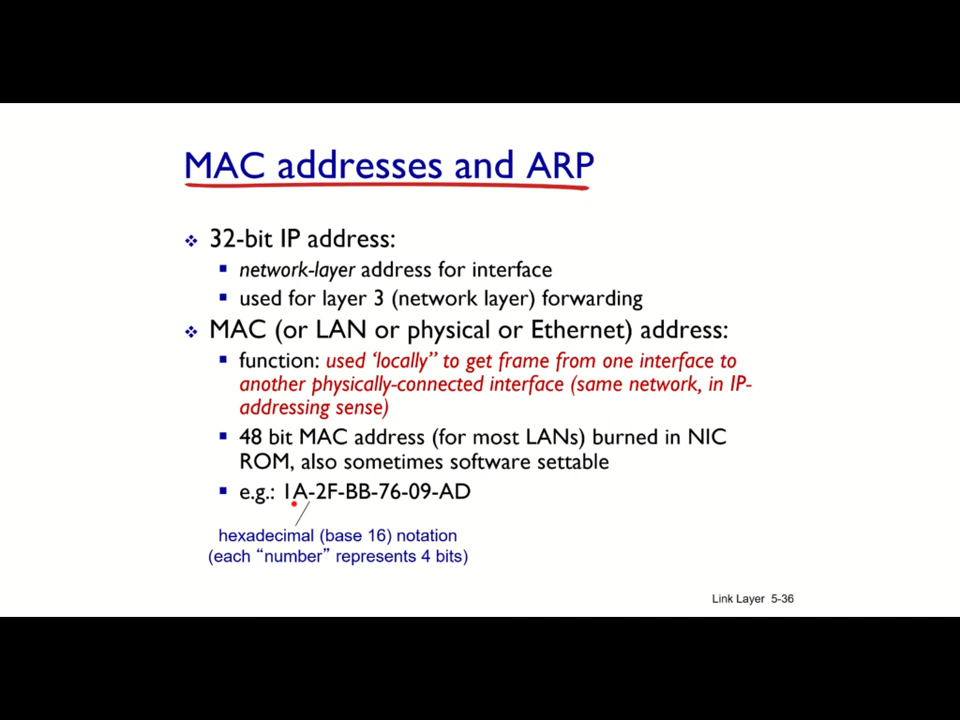 MAC addresses and ARP
❖ 32-bit IP address:
▪ network-layer address for interface
▪ used for layer 3 (network layer) forwarding
❖ MAC (or LAN or physical or Ethernet) address:
▪ function: used ‘locally” to get frame from one interface to
another physically-connected interface (same network, in IP-
addressing sense)
▪ 48 bit MAC address (for most LANs) burned in NIC
ROM, also sometimes software settable
▪ e.g.: 1A-2F-BB-76-09-AD
hexadecimal (base 16) notation
(each “number” represents 4 bits)
Link Layer 5-36